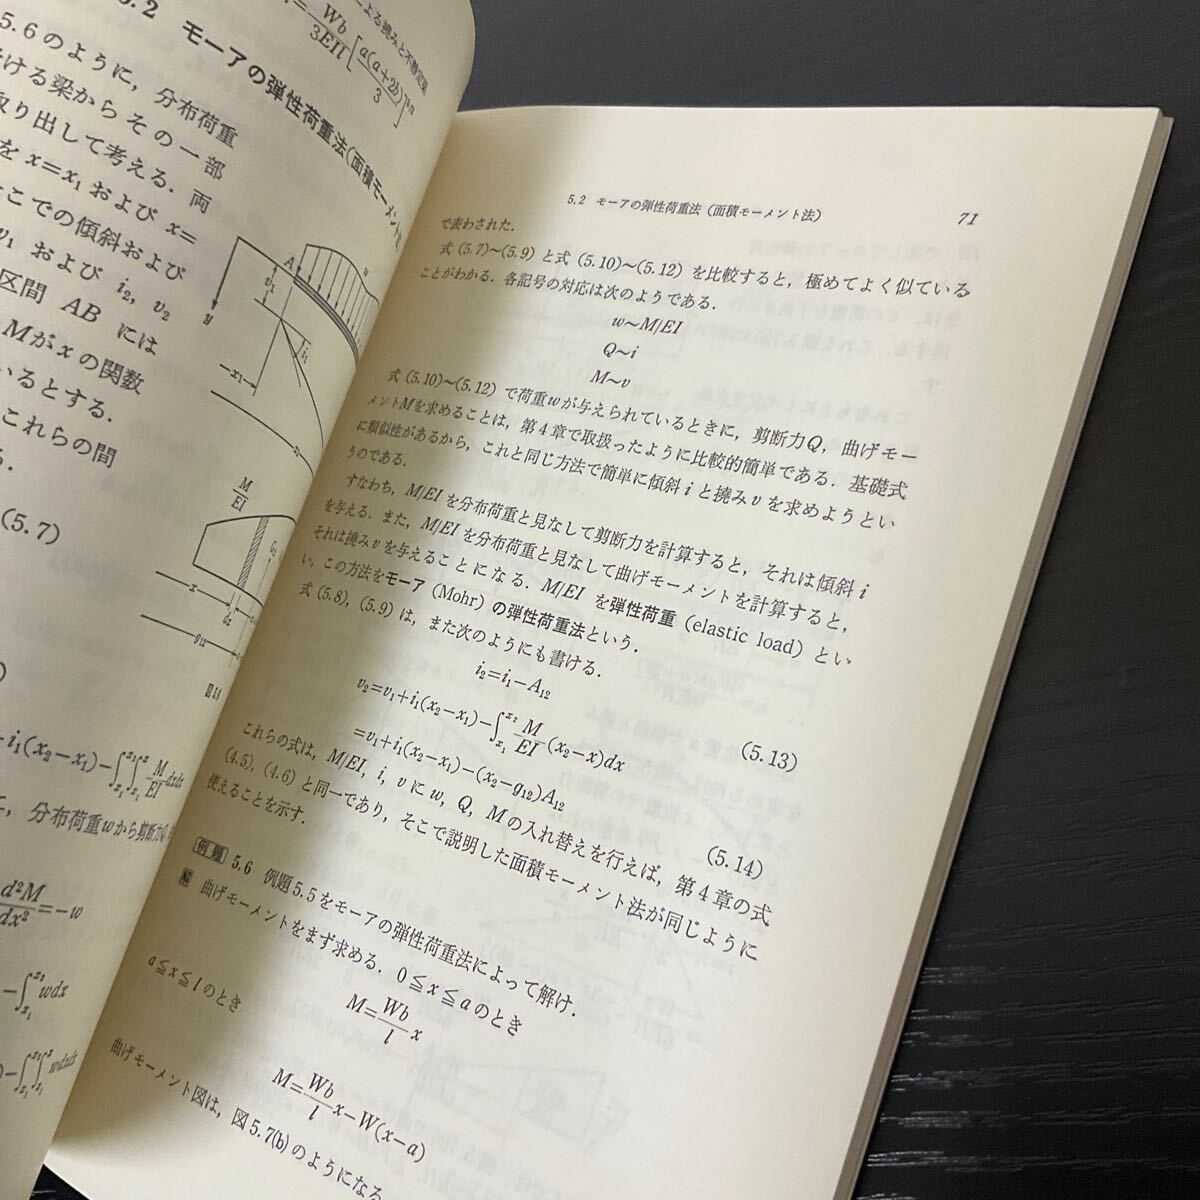 5.2 モーアの弾性荷重法(面積モーメント
5.6のように, 分布荷重
ける梁からその一部
取り出して考える. 両
を x=x₁ および x=
こでの傾斜および
v₁ および i₂, v₂
区間 AB には
Mがxの関数
いるとする.
これらの間
(5.7)
+i₁(x₂−x₁)−∫∫M/EI dxdx
, 分布荷重wから剪断力Q,
d²M/dx²=−w
−∫wdx
−∫∫wdxdx
5.2 モーアの弾性荷重法(面積モーメント法) 71
で表わされた.
式 (5.7)~(5.9) と式 (5.10)~(5.12) を比較すると, 極めてよく似ている
ことがわかる. 各記号の対応は次のようである.
w~M/EI
Q~i
M~v
式 (5.10)~(5.12) で荷重wが与えられているときに, 剪断力Q, 曲げモー
メントMを求めることは, 第4章で取扱ったように比較的簡単である. 基礎式
に類似性があるから, これと同じ方法で簡単に傾斜iと撓みvを求めようとい
うのである.
すなわち, M/EIを分布荷重と見なして剪断力を計算すると, それは傾斜i
を与える. また, M/EIを分布荷重と見なして曲げモーメントを計算すると,
それは撓みvを与えることになる. M/EIを弾性荷重 (elastic load) とい
い, この方法をモーア (Mohr) の弾性荷重法という.
式 (5.8), (5.9) は, また次のようにも書ける.
i₂=i₁−A₁₂
(5.13)
v₂=v₁+i₁(x₂−x₁)−∫ₓ₁ˣ² M/EI (x₂−x)dx
=v₁+i₁(x₂−x₁)−(x₂−g₁₂)A₁₂
(5.14)
これらの式は, M/EI, i, vにw, Q, Mの入れ替えを行えば, 第4章の式
(4.5), (4.6) と同一であり, そこで説明した面積モーメント法が同じように
使えることを示す.
例題 5.6 例題5.5をモーアの弾性荷重法によって解け.
解 曲げモーメントをまず求める. 0≦x≦aのとき
M=Wb/l x
a≦x≦lのとき
M=Wb/l x−W(x−a)
曲げモーメント図は, 図5.7(b)のようになる